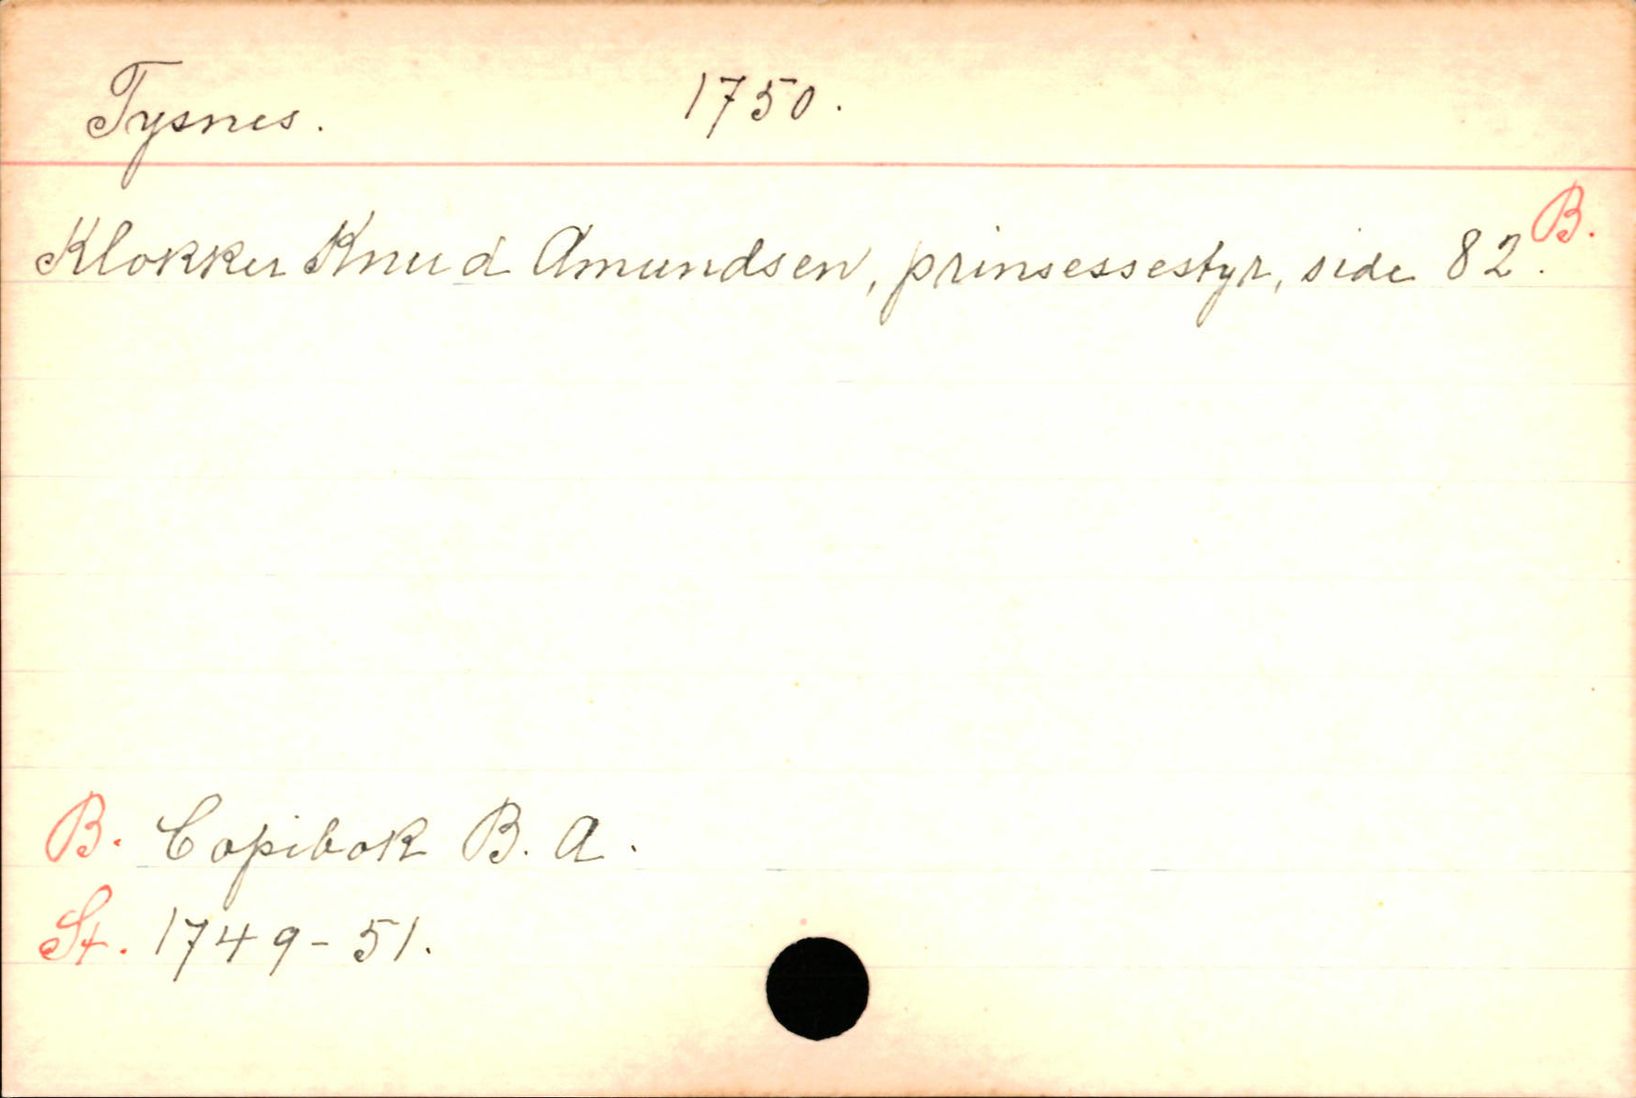 Tysnes. 1750.
Klokker Knud Amundsen, prinsessestyr, side 82. B.
B. Copibok B. A.
St. 1749-51.